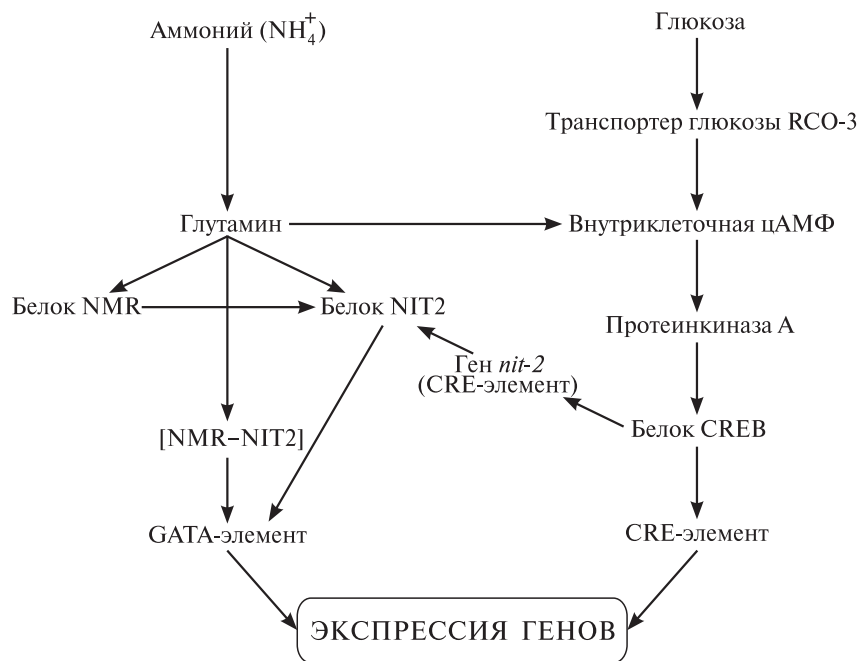 Аммоний (NH₄⁺)
Глюкоза
Транспортер глюкозы RCO-3
Глутамин
Внутриклеточная цАМФ
Белок NMR
Белок NIT2
Протеинкиназа А
Ген nit-2
(CRE-элемент)
[NMR–NIT2]
Белок CREB
GATA-элемент
CRE-элемент
ЭКСПРЕССИЯ ГЕНОВ